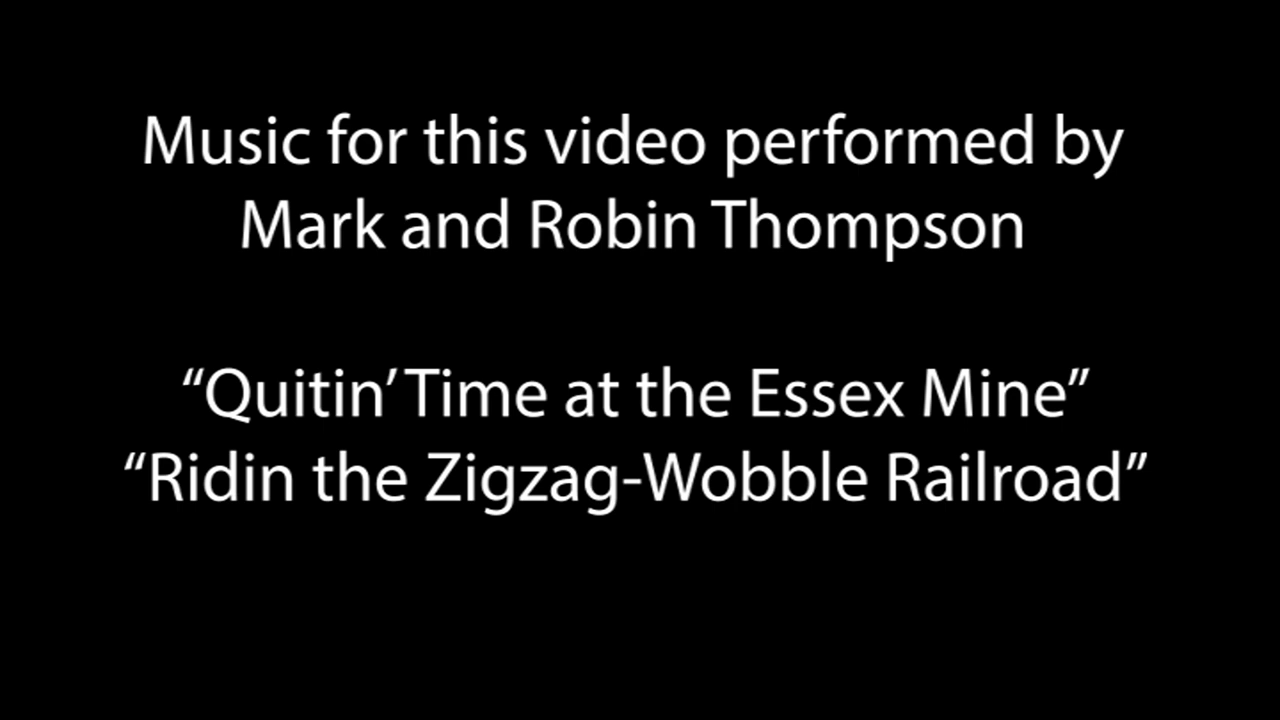 Music for this video performed by
Mark and Robin Thompson
“Quitin’ Time at the Essex Mine”
“Ridin the Zigzag-Wobble Railroad”